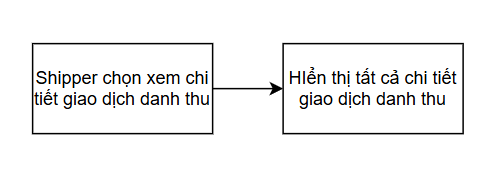 Shipper chọn xem chi
tiết giao dịch danh thu
HIển thị tất cả chi tiết
giao dịch danh thu